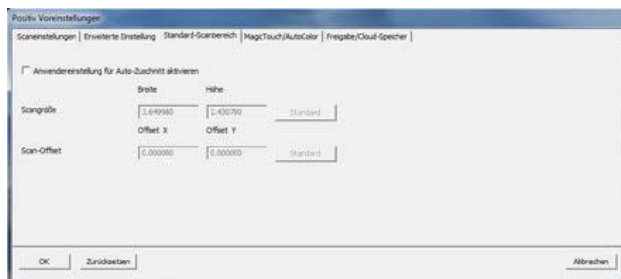 Positiv Voreinstellungen
Scaneinstellungen | Erweiterte Einstellung | Standard-Scanbereich | MagicTouch/AutoColor | Freigabe/Cloud-Speicher
Anwendereinstellung für Auto-Zuschnitt aktivieren
Breite Höhe
Scangröße 3.649980 2.430780 Standard
Offset X Offset Y
Scan-Offset 0.000000 0.000000 Standard
OK Zurücksetzen Abbrechen